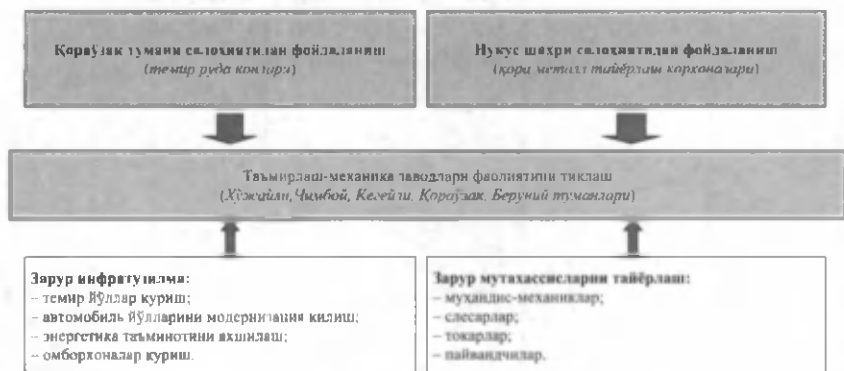 Қораўзак тумани салоҳиятидан фойдаланиш
(темир руда конлари)
Нукус шаҳри салоҳиятидан фойдаланиш
(қора металл тайёрлаш корхоналари)
Таъмирлаш-механика заводлари фаолиятини тиклаш
(Хўжайли, Чимбой, Кегейли, Қораўзак, Беруний туманлари)
Зарур инфратузилма:
– темир йўллар қуриш;
– автомобиль йўлларини модернизация қилиш;
– энергетика таъминотини яхшилаш;
– омборхоналар қуриш.
Зарур мутахассисларни тайёрлаш:
– муҳандис-механиклар;
– слесарлар;
– токарлар;
– пайвандчилар.